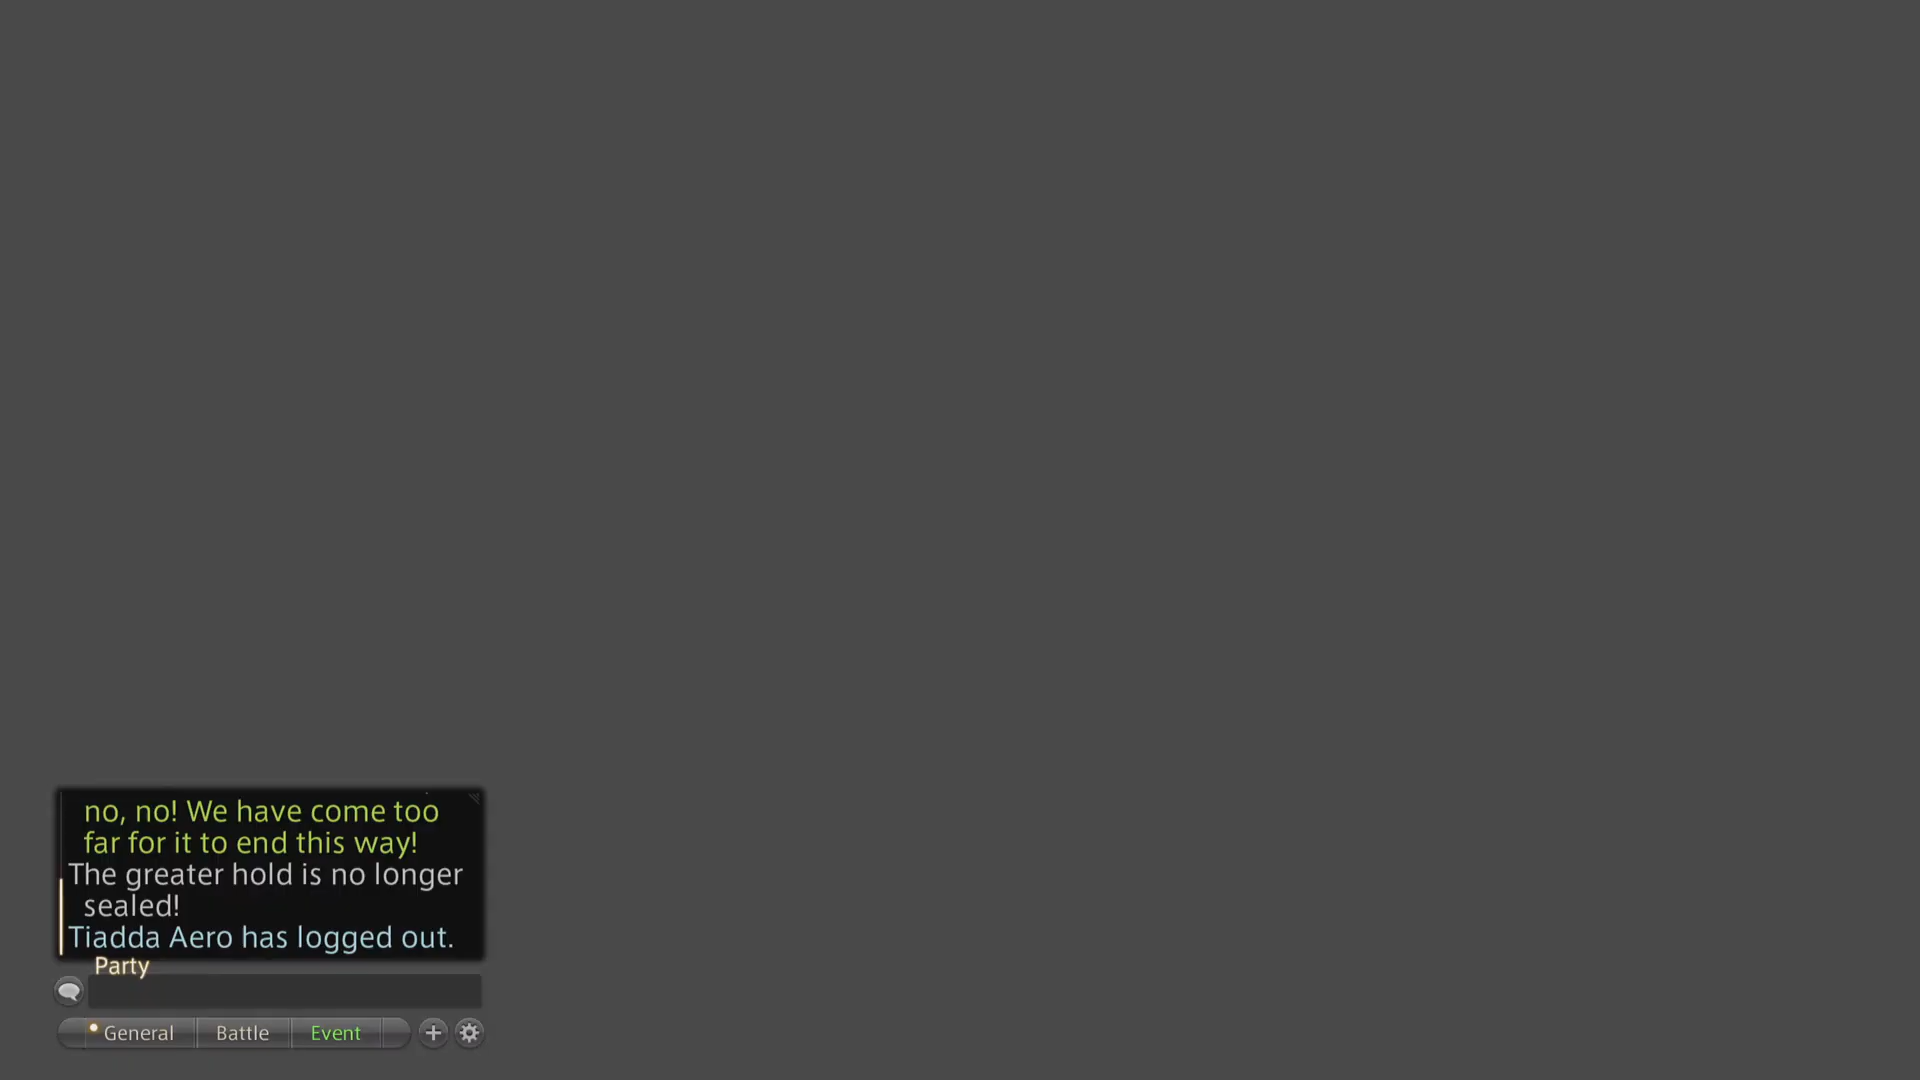 no, no! We have come too
far for it to end this way!
The greater hold is no longer
sealed!
Tiadda Aero has logged out.
Party
General Battle Event